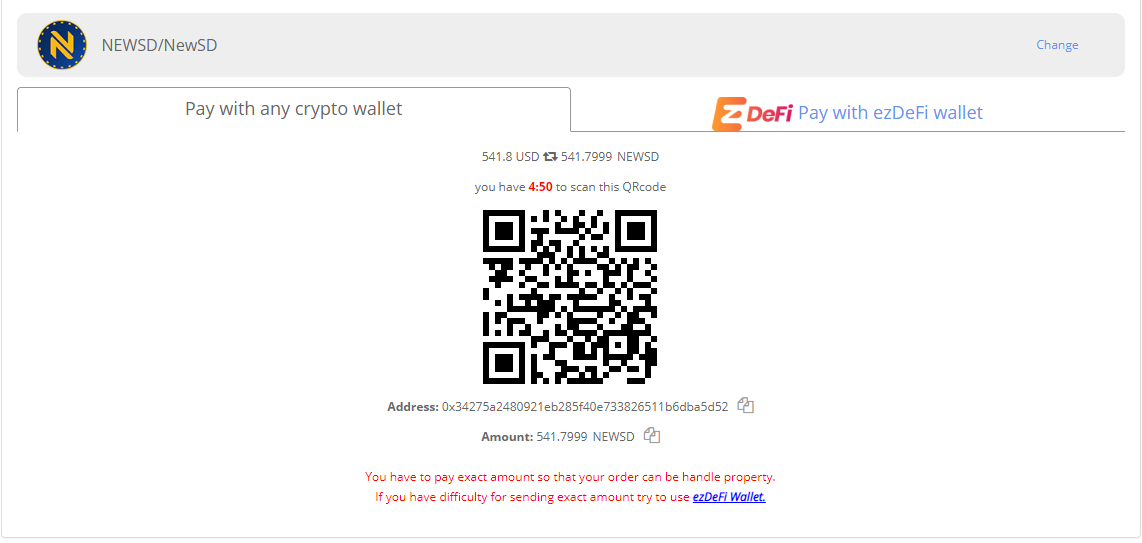 NEWSD/NewSD
Change
Pay with any crypto wallet
EZ DeFi Pay with ezDeFi wallet
541.8 USD 541.7999 NEWSD
you have 4:50 to scan this QRcode
Address: 0x34275a2480921eb285f40e733826511b6dba5d52
Amount: 541.7999 NEWSD
You have to pay exact amount so that your order can be handle property.
If you have difficulty for sending exact amount try to use ezDeFi Wallet.